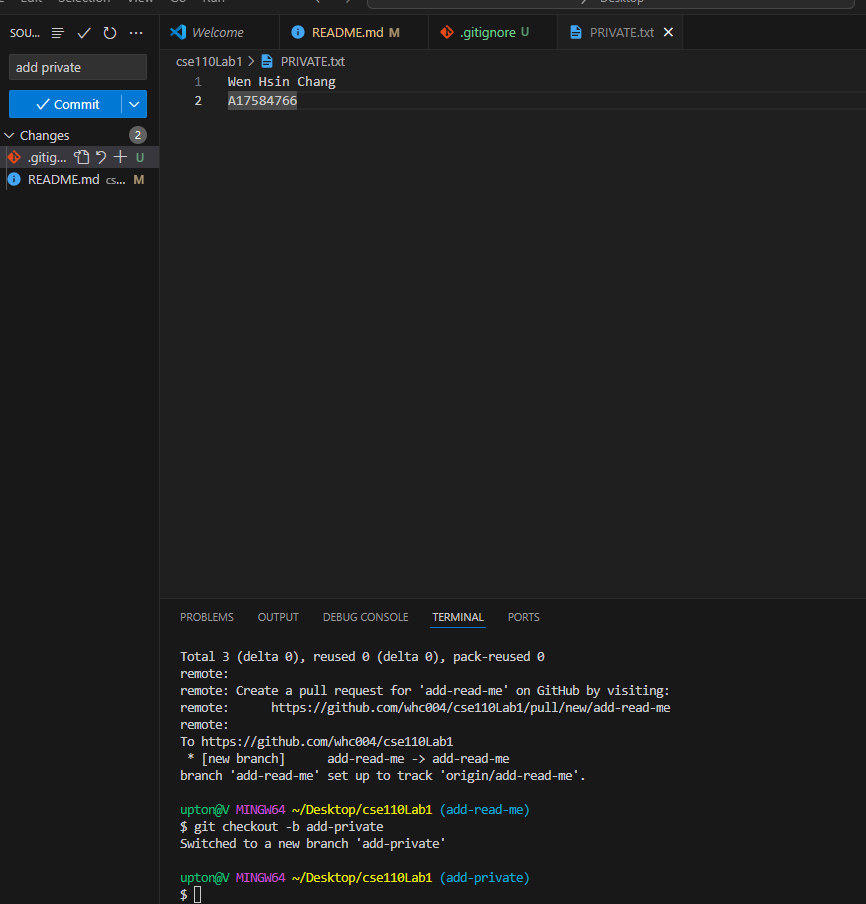 Edit Selection View Go Run Desktop
SOU...
Welcome
README.md M
.gitignore U
PRIVATE.txt
add private
cse110Lab1 > PRIVATE.txt
1 Wen Hsin Chang
2 A17584766
Commit
Changes 2
.gitig... U
README.md cs... M
PROBLEMS OUTPUT DEBUG CONSOLE TERMINAL PORTS
Total 3 (delta 0), reused 0 (delta 0), pack-reused 0
remote:
remote: Create a pull request for 'add-read-me' on GitHub by visiting:
remote:      https://github.com/whc004/cse110Lab1/pull/new/add-read-me
remote:
To https://github.com/whc004/cse110Lab1
 * [new branch]      add-read-me -> add-read-me
branch 'add-read-me' set up to track 'origin/add-read-me'.
upton@V MINGW64 ~/Desktop/cse110Lab1 (add-read-me)
$ git checkout -b add-private
Switched to a new branch 'add-private'
upton@V MINGW64 ~/Desktop/cse110Lab1 (add-private)
$